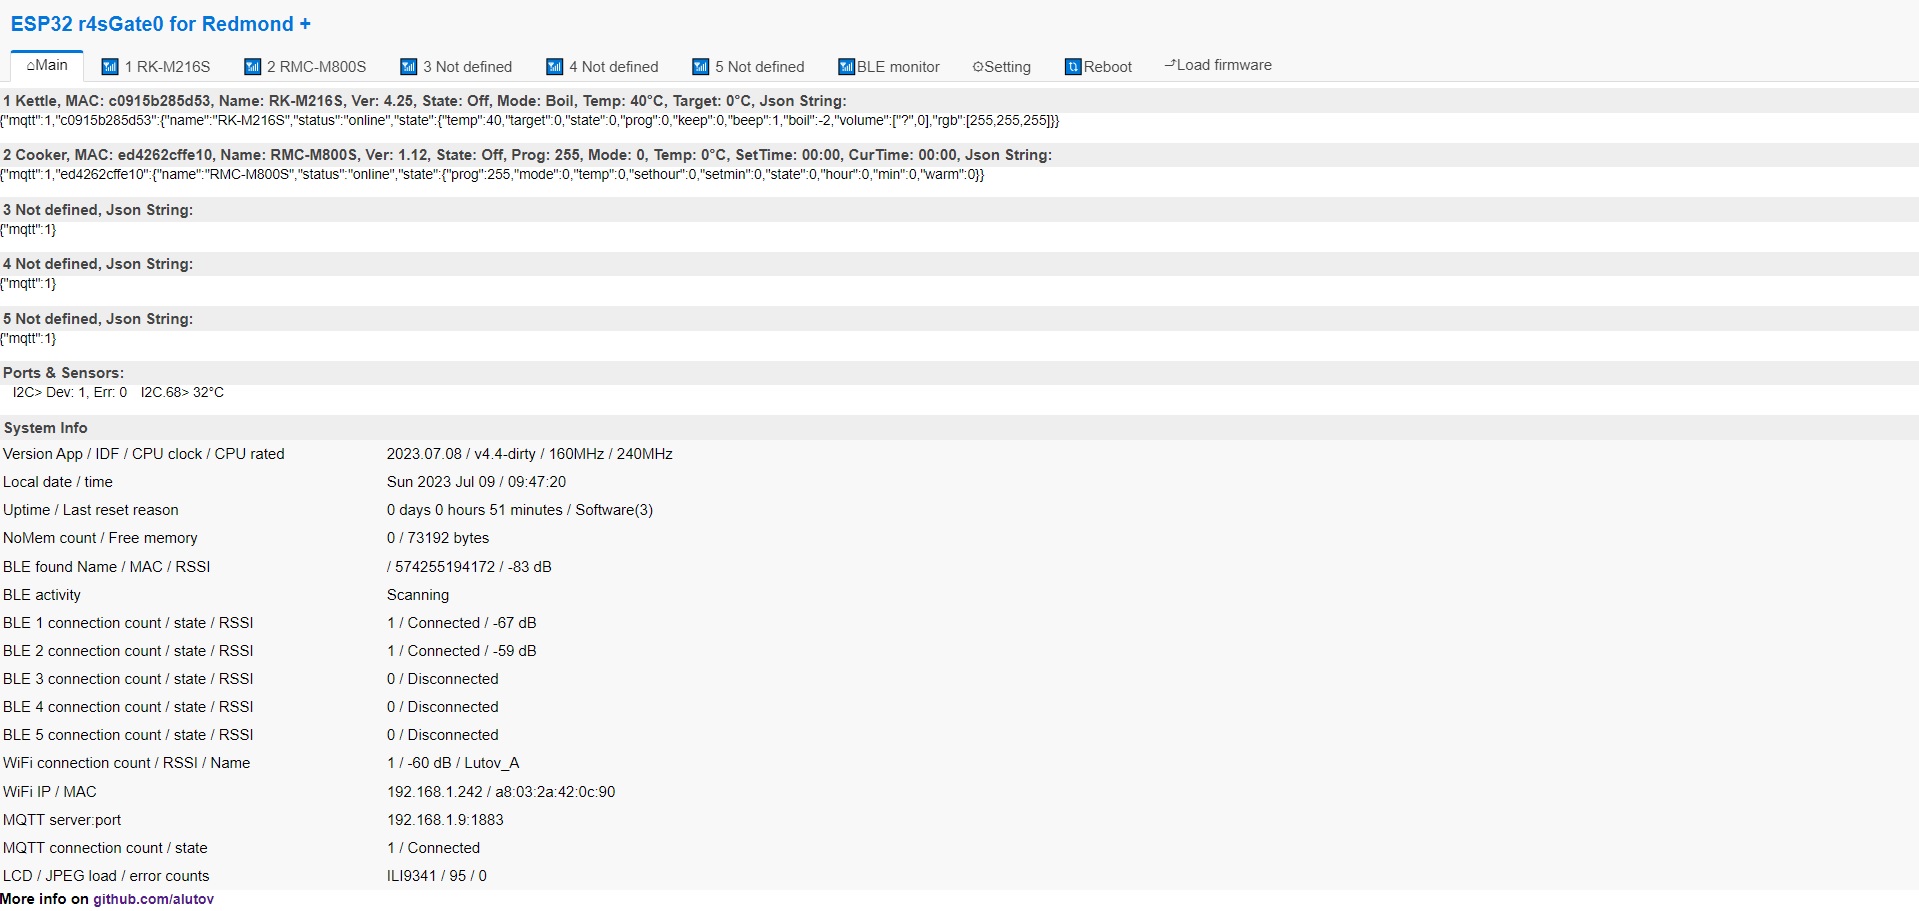 ESP32 r4sGate0 for Redmond +
⌂Main 📶 1 RK-M216S 📶 2 RMC-M800S 📶 3 Not defined 📶 4 Not defined 📶 5 Not defined 📶BLE monitor ⚙Setting 🔃Reboot ⮥Load firmware
1 Kettle, MAC: c0915b285d53, Name: RK-M216S, Ver: 4.25, State: Off, Mode: Boil, Temp: 40°C, Target: 0°C, Json String:
{"mqtt":1,"c0915b285d53":{"name":"RK-M216S","status":"online","state":{"temp":40,"target":0,"state":0,"prog":0,"keep":0,"beep":1,"boil":-2,"volume":["?",0],"rgb":[255,255,255]}}}
2 Cooker, MAC: ed4262cffe10, Name: RMC-M800S, Ver: 1.12, State: Off, Prog: 255, Mode: 0, Temp: 0°C, SetTime: 00:00, CurTime: 00:00, Json String:
{"mqtt":1,"ed4262cffe10":{"name":"RMC-M800S","status":"online","state":{"prog":255,"mode":0,"temp":0,"sethour":0,"setmin":0,"state":0,"hour":0,"min":0,"warm":0}}
3 Not defined, Json String:
{"mqtt":1}
4 Not defined, Json String:
{"mqtt":1}
5 Not defined, Json String:
{"mqtt":1}
Ports & Sensors:
I2C> Dev: 1, Err: 0 I2C.68> 32°C
System Info
Version App / IDF / CPU clock / CPU rated 2023.07.08 / v4.4-dirty / 160MHz / 240MHz
Local date / time Sun 2023 Jul 09 / 09:47:20
Uptime / Last reset reason 0 days 0 hours 51 minutes / Software(3)
NoMem count / Free memory 0 / 73192 bytes
BLE found Name / MAC / RSSI / 574255194172 / -83 dB
BLE activity Scanning
BLE 1 connection count / state / RSSI 1 / Connected / -67 dB
BLE 2 connection count / state / RSSI 1 / Connected / -59 dB
BLE 3 connection count / state / RSSI 0 / Disconnected
BLE 4 connection count / state / RSSI 0 / Disconnected
BLE 5 connection count / state / RSSI 0 / Disconnected
WiFi connection count / RSSI / Name 1 / -60 dB / Lutov_A
WiFi IP / MAC 192.168.1.242 / a8:03:2a:42:0c:90
MQTT server:port 192.168.1.9:1883
MQTT connection count / state 1 / Connected
LCD / JPEG load / error counts ILI9341 / 95 / 0
More info on github.com/alutov